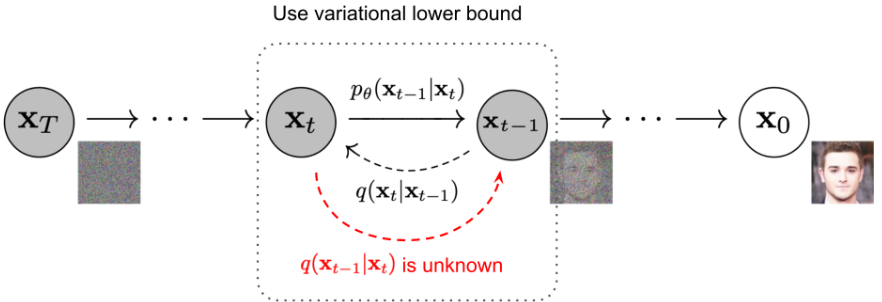 Use variational lower bound
p_θ(x_{t−1}|x_t)
x_T → ··· → x_t → x_{t−1} → ··· → x_0
q(x_t|x_{t−1})
q(x_{t−1}|x_t) is unknown